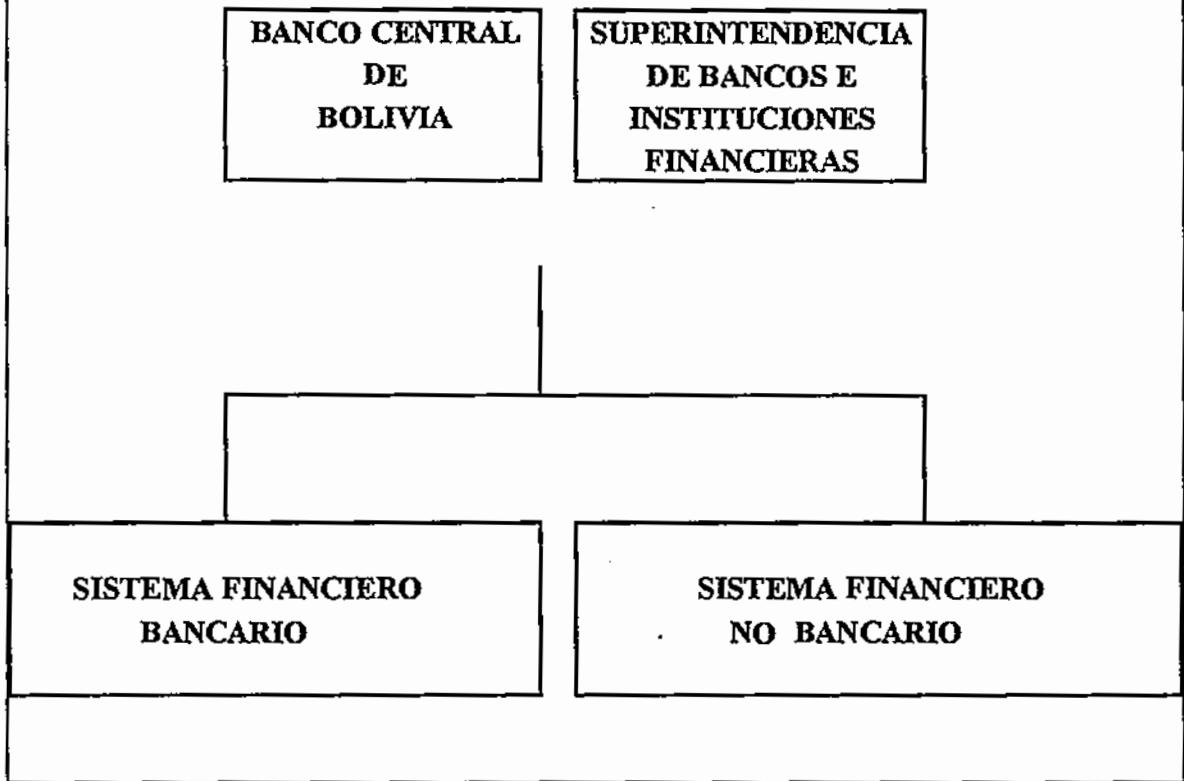 BANCO CENTRAL
DE
BOLIVIA
SUPERINTENDENCIA
DE BANCOS E
INSTITUCIONES
FINANCIERAS
SISTEMA FINANCIERO
BANCARIO
SISTEMA FINANCIERO
NO BANCARIO